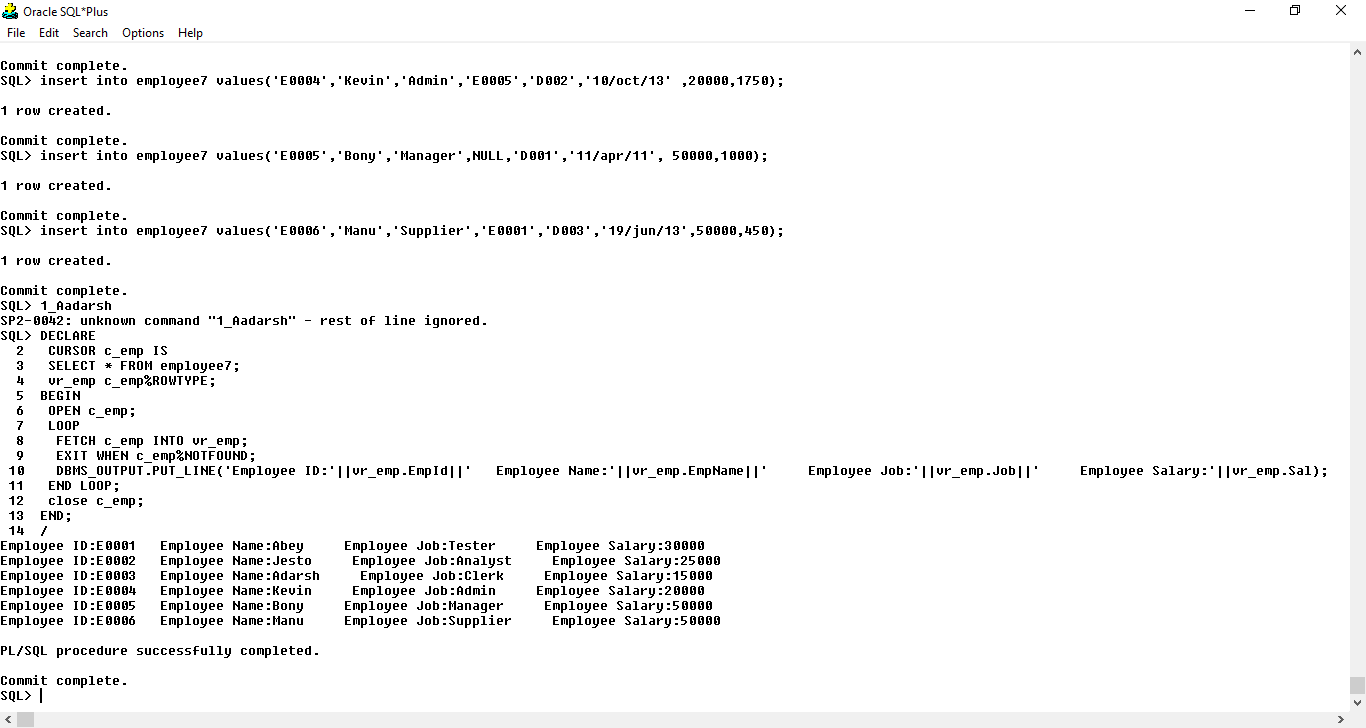 Oracle SQL*Plus
File Edit Search Options Help
Commit complete.
SQL> insert into employee7 values('E0004','Kevin','Admin','E0005','D002','10/oct/13' ,20000,1750);
1 row created.
Commit complete.
SQL> insert into employee7 values('E0005','Bony','Manager',NULL,'D001','11/apr/11', 50000,1000);
1 row created.
Commit complete.
SQL> insert into employee7 values('E0006','Manu','Supplier','E0001','D003','19/jun/13',50000,450);
1 row created.
Commit complete.
SQL> 1_Aadarsh
SP2-0042: unknown command "1_Aadarsh" - rest of line ignored.
SQL> DECLARE
  2   CURSOR c_emp IS
  3   SELECT * FROM employee7;
  4   vr_emp c_emp%ROWTYPE;
  5  BEGIN
  6   OPEN c_emp;
  7   LOOP
  8    FETCH c_emp INTO vr_emp;
  9    EXIT WHEN c_emp%NOTFOUND;
 10    DBMS_OUTPUT.PUT_LINE('Employee ID:'||vr_emp.EmpId||'   Employee Name:'||vr_emp.EmpName||'     Employee Job:'||vr_emp.Job||'     Employee Salary:'||vr_emp.Sal);
 11   END LOOP;
 12   close c_emp;
 13  END;
 14  /
Employee ID:E0001   Employee Name:Abey     Employee Job:Tester     Employee Salary:30000
Employee ID:E0002   Employee Name:Jesto     Employee Job:Analyst     Employee Salary:25000
Employee ID:E0003   Employee Name:Adarsh     Employee Job:Clerk     Employee Salary:15000
Employee ID:E0004   Employee Name:Kevin     Employee Job:Admin     Employee Salary:20000
Employee ID:E0005   Employee Name:Bony     Employee Job:Manager     Employee Salary:50000
Employee ID:E0006   Employee Name:Manu     Employee Job:Supplier     Employee Salary:50000
PL/SQL procedure successfully completed.
Commit complete.
SQL>